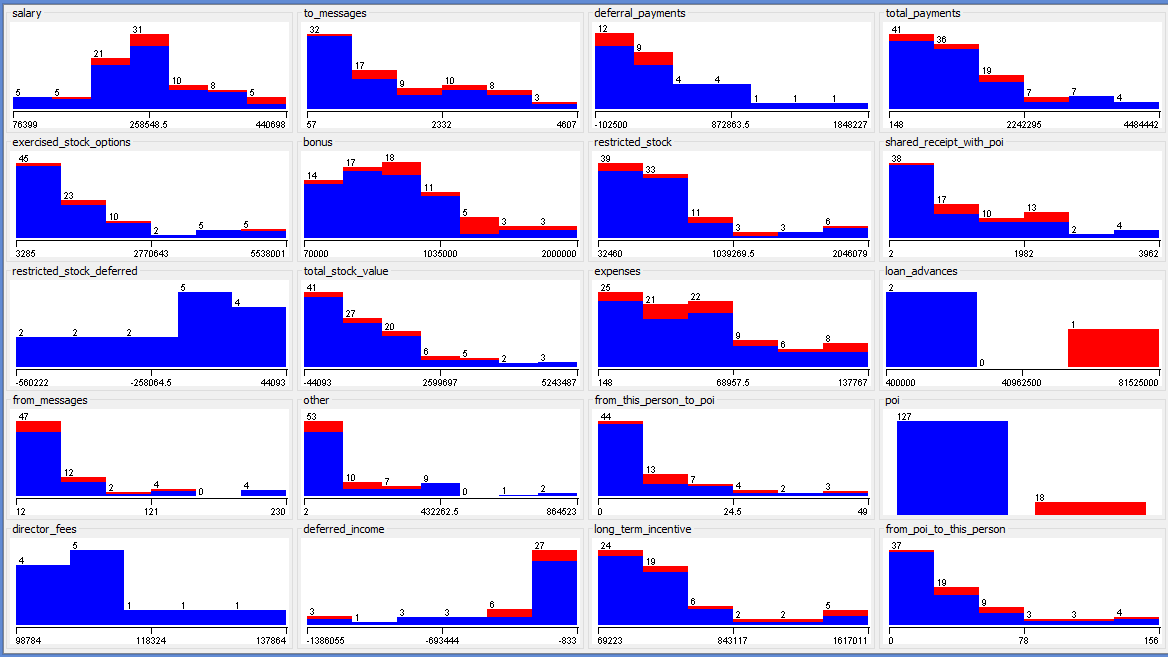 salary
31
21
5 5 10 8 5
76399 258548.5 440698
to_messages
32
17
9 10 8 3
57 2332 4607
deferral_payments
12
9
4 4
1 1 1
-102500 872863.5 1848227
total_payments
41 36
19
7 7 4
148 2242295 4484442
exercised_stock_options
45
23
10
2 5 5
3285 2770643 5538001
bonus
14 17 18
11
5 3 3
70000 1035000 2000000
restricted_stock
39 33
11
3 3 6
32460 1039269.5 2046079
shared_receipt_with_poi
38
17 10 13
2 4
2 1982 3962
restricted_stock_deferred
5 4
2 2 2
-560222 -258064.5 44093
total_stock_value
41
27 20
6 5 2 3
-44093 2599697 5243487
expenses
25 21 22
9 6 8
148 68957.5 137767
loan_advances
2
1
0
400000 40962500 81525000
from_messages
47
12
2 4 0 4
12 121 230
other
53
10 7 9
0 1 2
2 432262.5 864523
from_this_person_to_poi
44
13 7
4 2 3
0 24.5 49
poi
127
18
director_fees
4 5
1 1 1
98784 118324 137864
deferred_income
27
3 1 3 3 6
-1386055 -693444 -833
long_term_incentive
24
19
6 2 2 5
69223 843117 1617011
from_poi_to_this_person
37
19
9 3 3 4
0 78 156